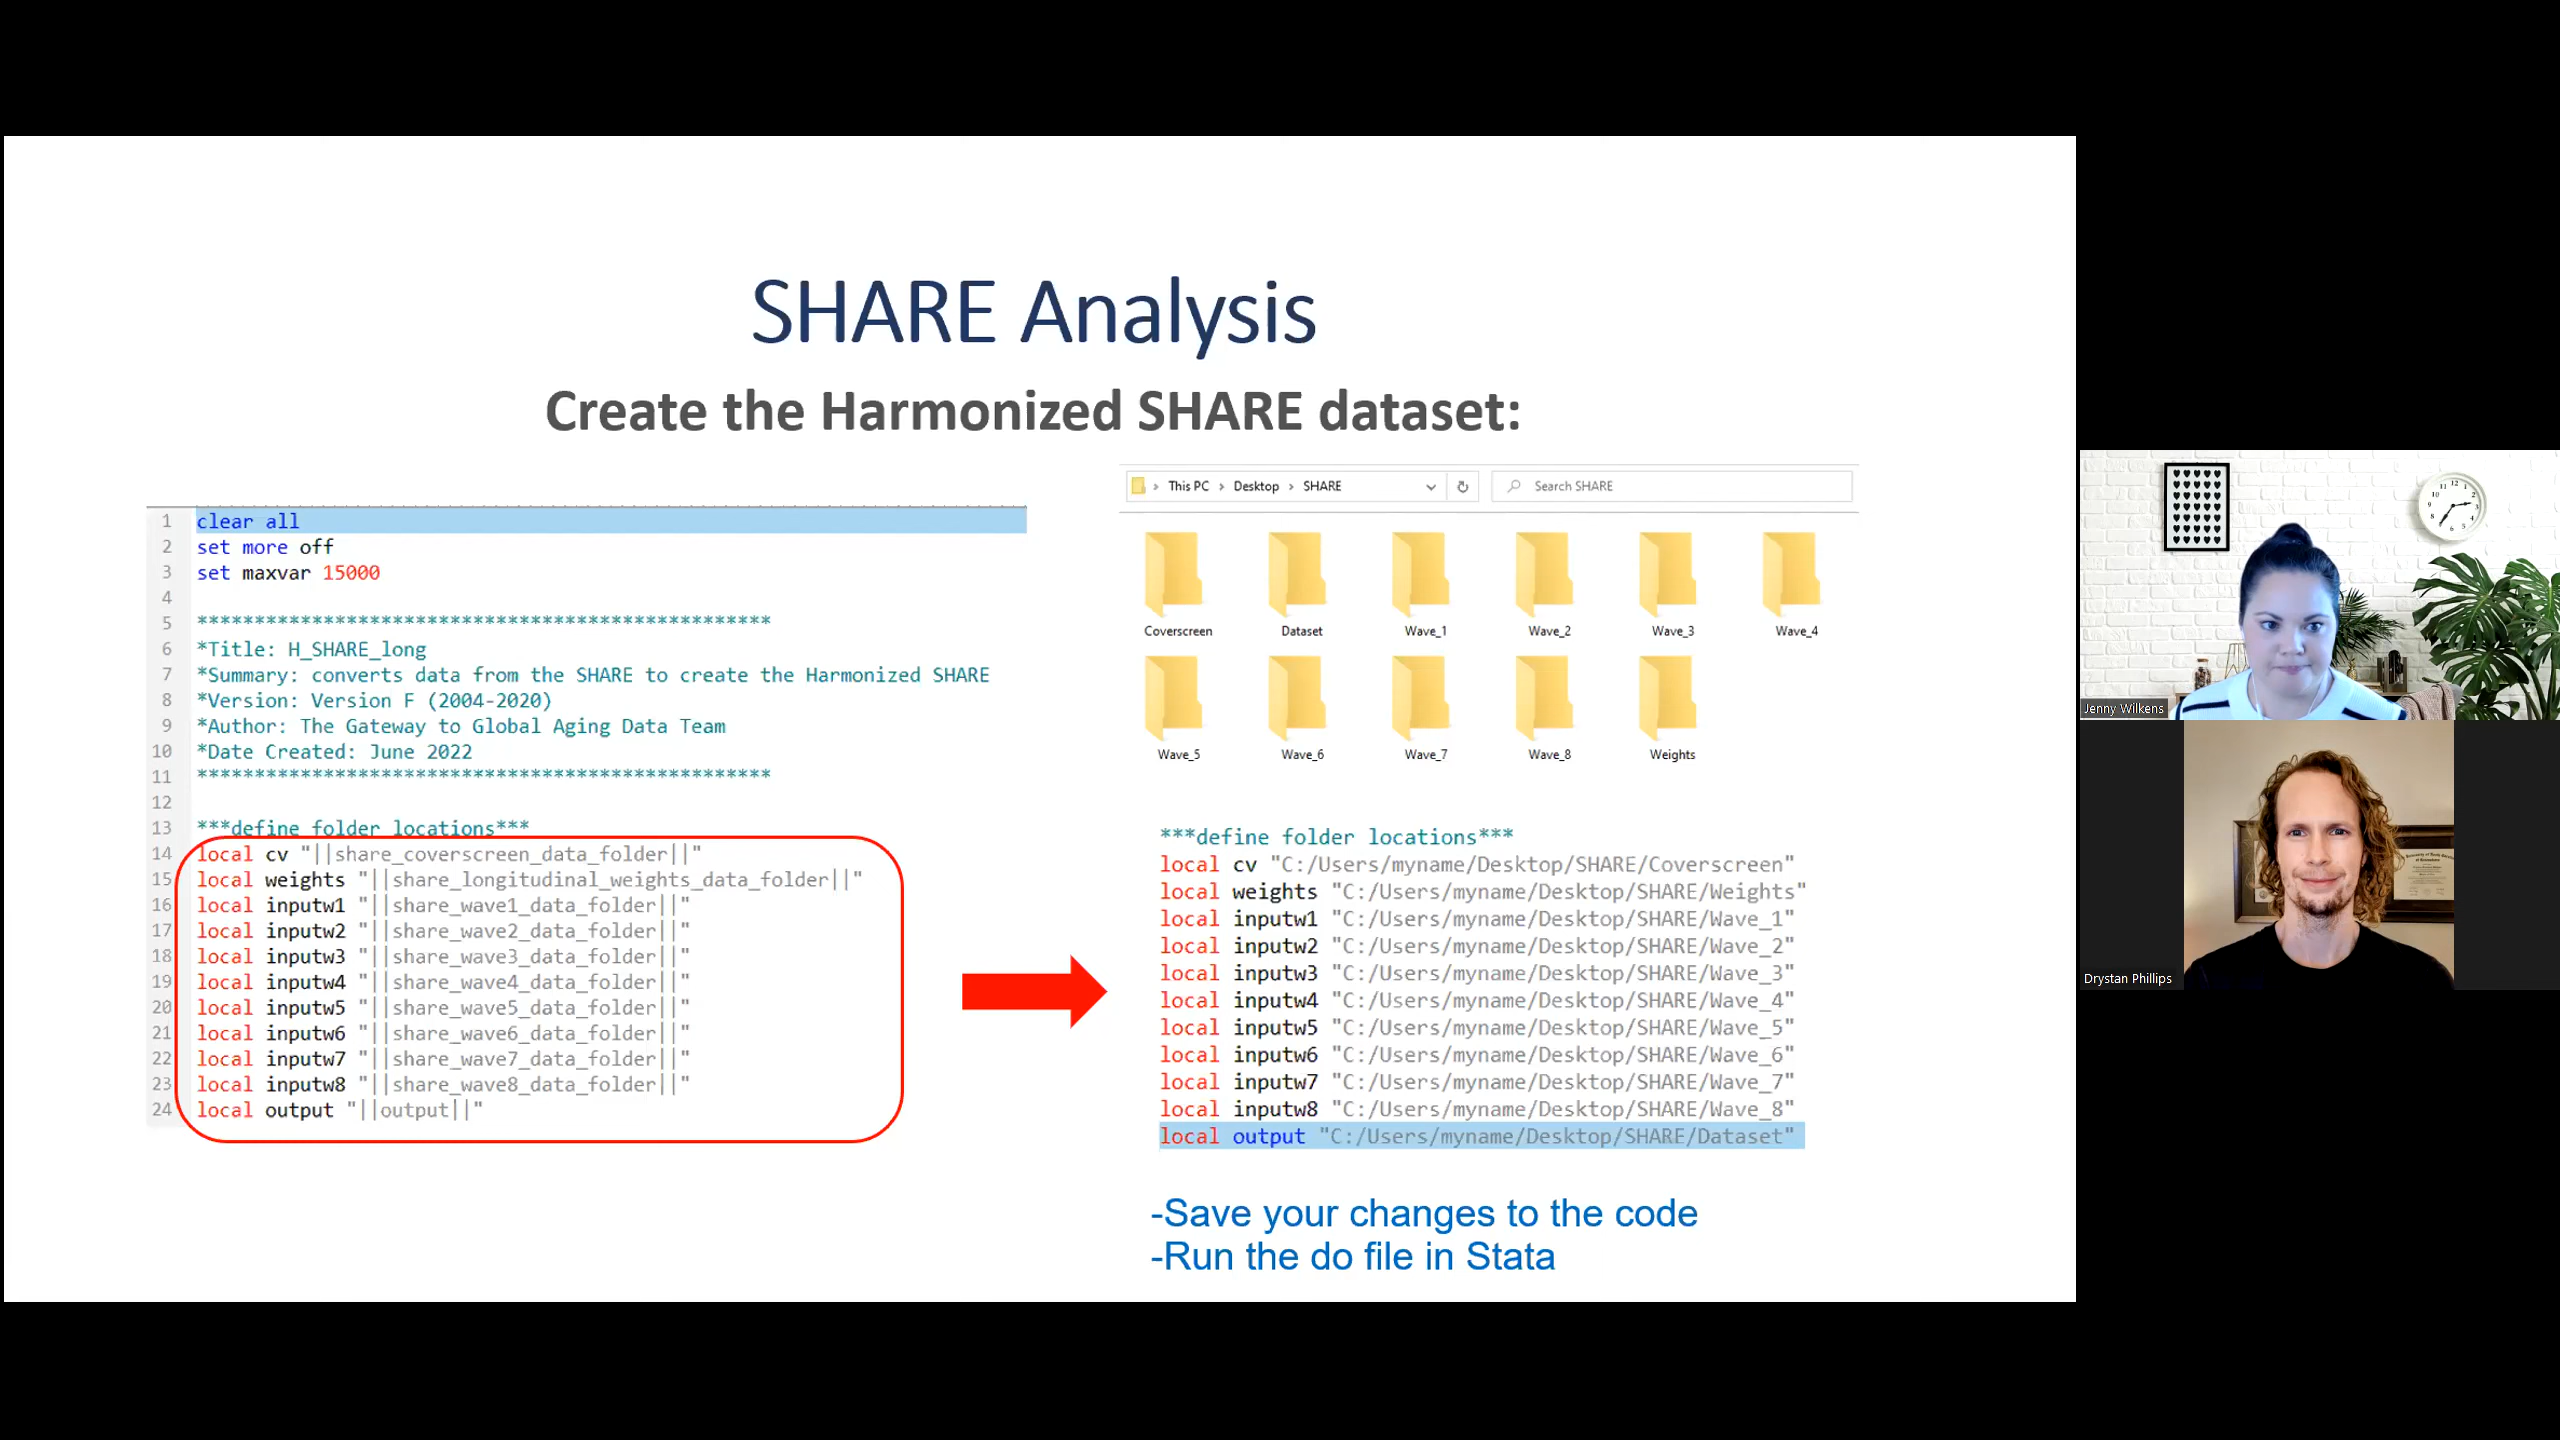 SHARE Analysis
Create the Harmonized SHARE dataset:
1 clear all
2 set more off
3 set maxvar 15000
4
5 **************************************************
6 *Title: H_SHARE_long
7 *Summary: converts data from the SHARE to create the Harmonized SHARE
8 *Version: Version F (2004-2020)
9 *Author: The Gateway to Global Aging Data Team
10 *Date Created: June 2022
11 **************************************************
12
13 ***define folder locations***
14 local cv "||share_coverscreen_data_folder||"
15 local weights "||share_longitudinal_weights_data_folder||"
16 local inputw1 "||share_wave1_data_folder||"
17 local inputw2 "||share_wave2_data_folder||"
18 local inputw3 "||share_wave3_data_folder||"
19 local inputw4 "||share_wave4_data_folder||"
20 local inputw5 "||share_wave5_data_folder||"
21 local inputw6 "||share_wave6_data_folder||"
22 local inputw7 "||share_wave7_data_folder||"
23 local inputw8 "||share_wave8_data_folder||"
24 local output "||output||"
This PC > Desktop > SHARE
Search SHARE
Coverscreen Dataset Wave_1 Wave_2 Wave_3 Wave_4
Wave_5 Wave_6 Wave_7 Wave_8 Weights
***define folder locations***
local cv "C:/Users/myname/Desktop/SHARE/Coverscreen"
local weights "C:/Users/myname/Desktop/SHARE/Weights"
local inputw1 "C:/Users/myname/Desktop/SHARE/Wave_1"
local inputw2 "C:/Users/myname/Desktop/SHARE/Wave_2"
local inputw3 "C:/Users/myname/Desktop/SHARE/Wave_3"
local inputw4 "C:/Users/myname/Desktop/SHARE/Wave_4"
local inputw5 "C:/Users/myname/Desktop/SHARE/Wave_5"
local inputw6 "C:/Users/myname/Desktop/SHARE/Wave_6"
local inputw7 "C:/Users/myname/Desktop/SHARE/Wave_7"
local inputw8 "C:/Users/myname/Desktop/SHARE/Wave_8"
local output "C:/Users/myname/Desktop/SHARE/Dataset"
-Save your changes to the code
-Run the do file in Stata
Jenny Wilkens
Drystan Phillips